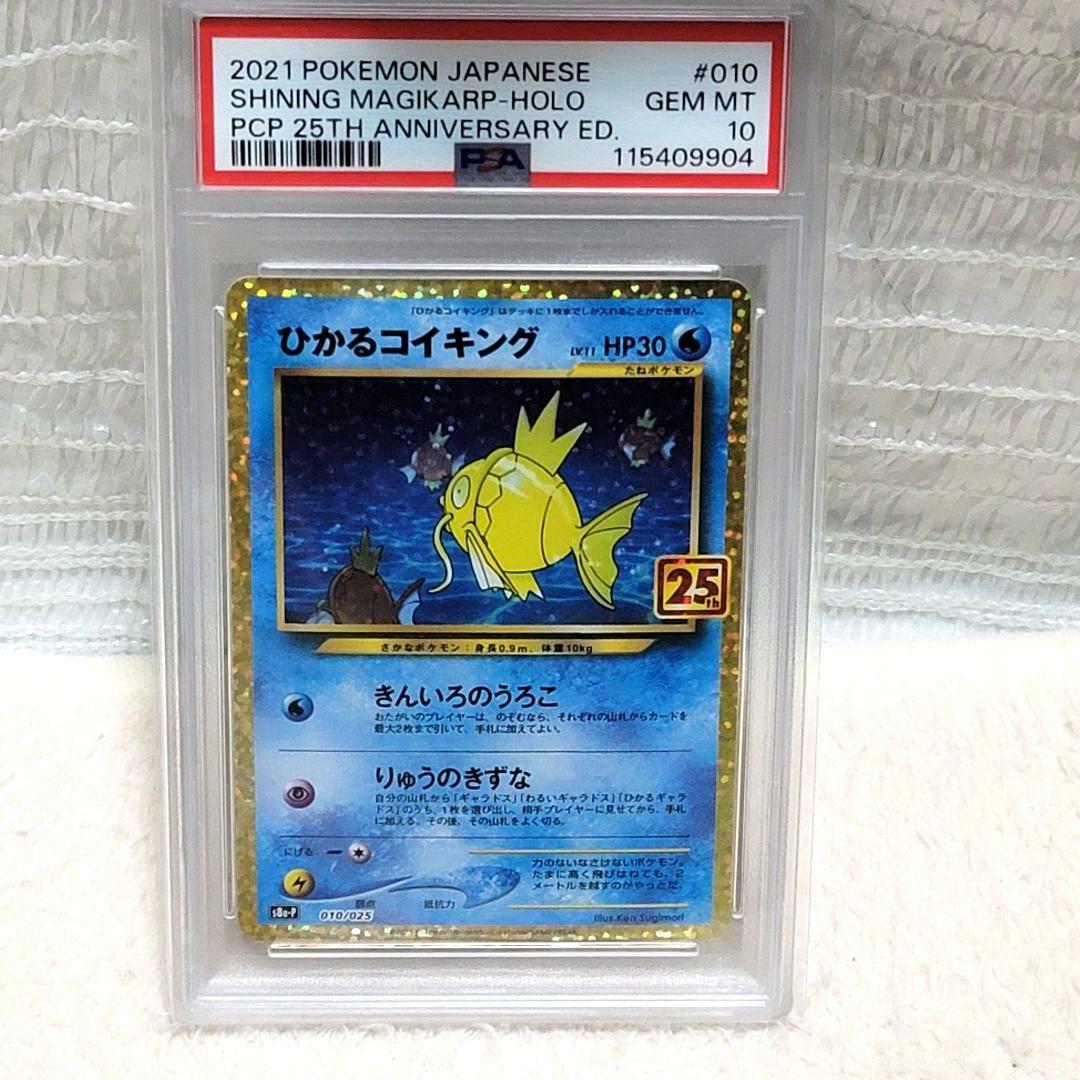 2021 POKEMON JAPANESE #010
SHINING MAGIKARP-HOLO GEM MT
PCP 25TH ANNIVERSARY ED. 10
PSA 115409904
「ひかるコイキング」はデッキに1枚までしか入れることができません。
ひかるコイキング LV.11 HP30
たねポケモン
25th
さかなポケモン:身長0.9m、体重10kg
きんいろのうろこ
おたがいのプレイヤーは、のぞむなら、それぞれの山札からカードを
最大2枚まで引いて、手札に加えてよい。
りゅうのきずな
自分の山札から「ギャラドス」「わるいギャラドス」「ひかるギャラ
ドス」のうち、1枚を選び出し、相手プレイヤーに見せてから、手札
に加える。その後、その山札をよく切る。
にげる
力のないなさけないポケモン。
たまに高く飛びはねても、2
メートルを越すのがやっとだ。
弱点 抵抗力
s8a-P 010/025 Illus. Ken Sugimori